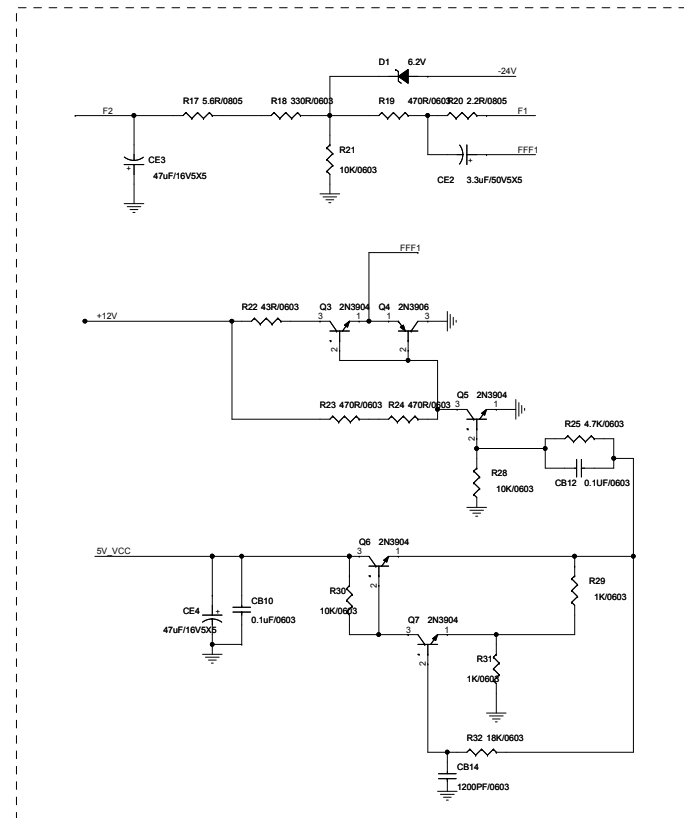 D1 6.2V
-24V
F2
R17 5.6R/0805
R18 330R/0603
R19 470R/0603
R20 2.2R/0805
F1
R21
10K/0603
FFF1
CE3
47uF/16V5X5
+
+
CE2 3.3uF/50V5X5
FFF1
+12V
R22 43R/0603
Q3 2N3904
Q4 2N3906
3 1 1 3
2 2
R23 470R/0603
R24 470R/0603
Q5 2N3904
3 1
2
R25 4.7K/0603
CB12 0.1UF/0603
R28
10K/0603
5V_VCC
Q6 2N3904
3 1
2
R30
10K/0603
R29
1K/0603
CE4
47uF/16V5X5
+
CB10
0.1uF/0603
Q7 2N3904
3 1
2
R31
1K/0603
R32 18K/0603
CB14
1200PF/0603